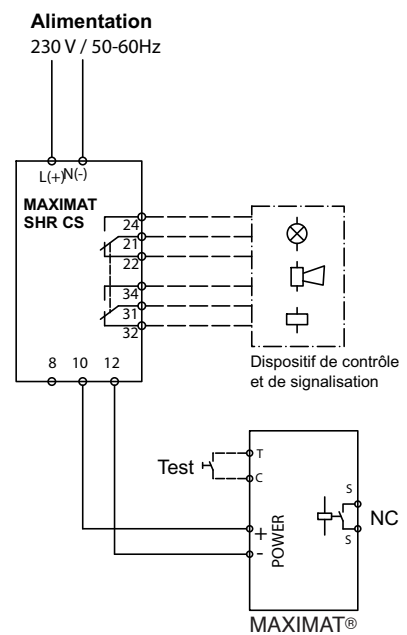 Alimentation
230 V / 50-60Hz
L(+)N(-)
MAXIMAT
SHR CS
24
21
22
34
31
32
8 10 12
Dispositif de contrôle
et de signalisation
Test
T
C
S
NC
S
+
-
POWER
MAXIMAT®